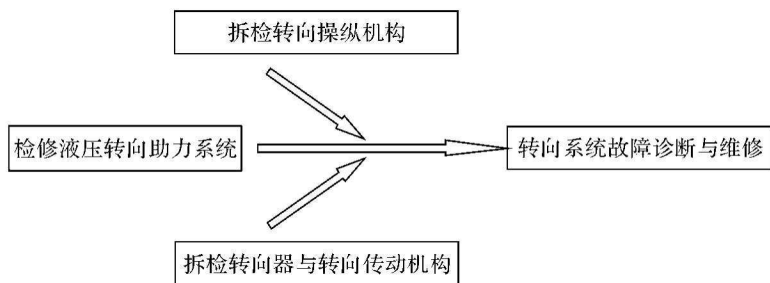 拆检转向操纵机构
检修液压转向助力系统
转向系统故障诊断与维修
拆检转向器与转向传动机构